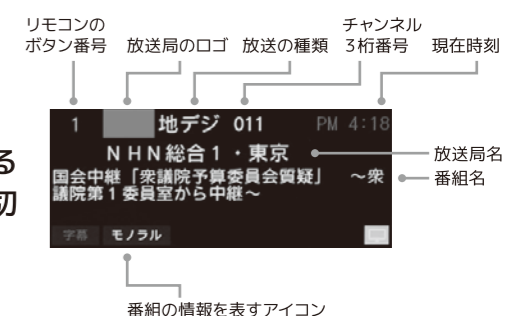 リモコンの
ボタン番号
放送局のロゴ
放送の種類
チャンネル
3桁番号
現在時刻
1 地デジ 011 PM 4:18
NHN総合1・東京
国会中継「衆議院予算委員会質疑」 ～衆
議院第1委員室から中継～
字幕 モノラル
放送局名
番組名
る
切
番組の情報を表すアイコン